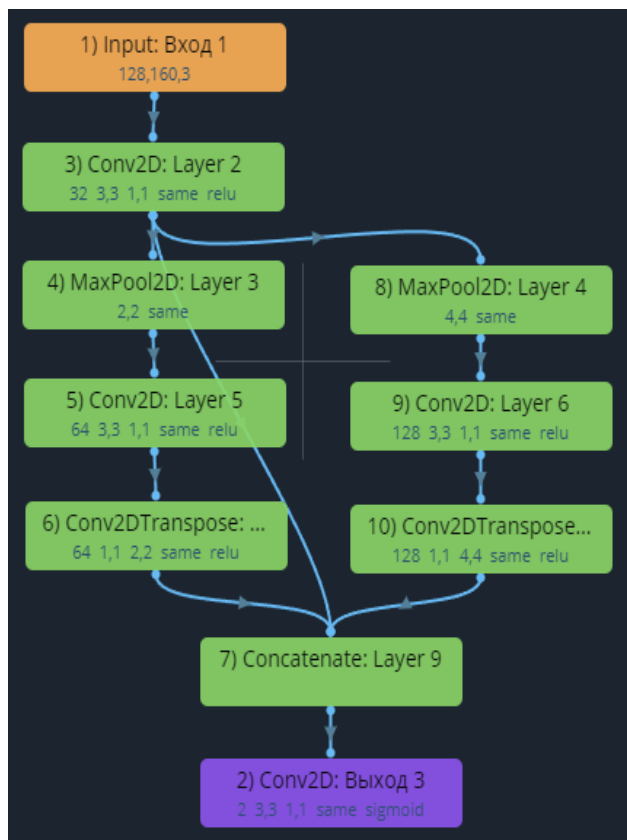 1) Input: Вход 1
128,160,3
3) Conv2D: Layer 2
32 3,3 1,1 same relu
4) MaxPool2D: Layer 3
2,2 same
8) MaxPool2D: Layer 4
4,4 same
5) Conv2D: Layer 5
64 3,3 1,1 same relu
9) Conv2D: Layer 6
128 3,3 1,1 same relu
6) Conv2DTranspose: ...
64 1,1 2,2 same relu
10) Conv2DTranspose...
128 1,1 4,4 same relu
7) Concatenate: Layer 9
2) Conv2D: Выход 3
2 3,3 1,1 same sigmoid